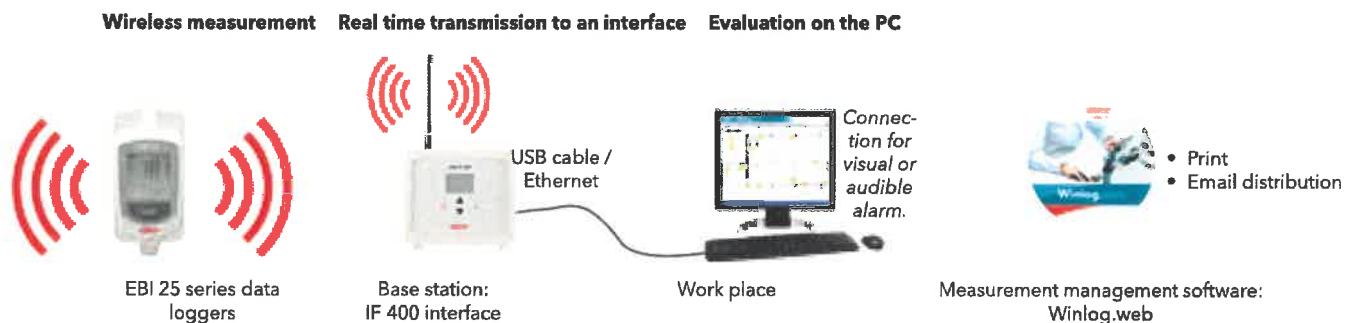 Wireless measurement
Real time transmission to an interface
Evaluation on the PC
USB cable /
Ethernet
Connec-
tion for
visual or
audible
alarm.
Winlog
• Print
• Email distribution
EBI 25 series data
loggers
Base station:
IF 400 interface
Work place
Measurement management software:
Winlog.web